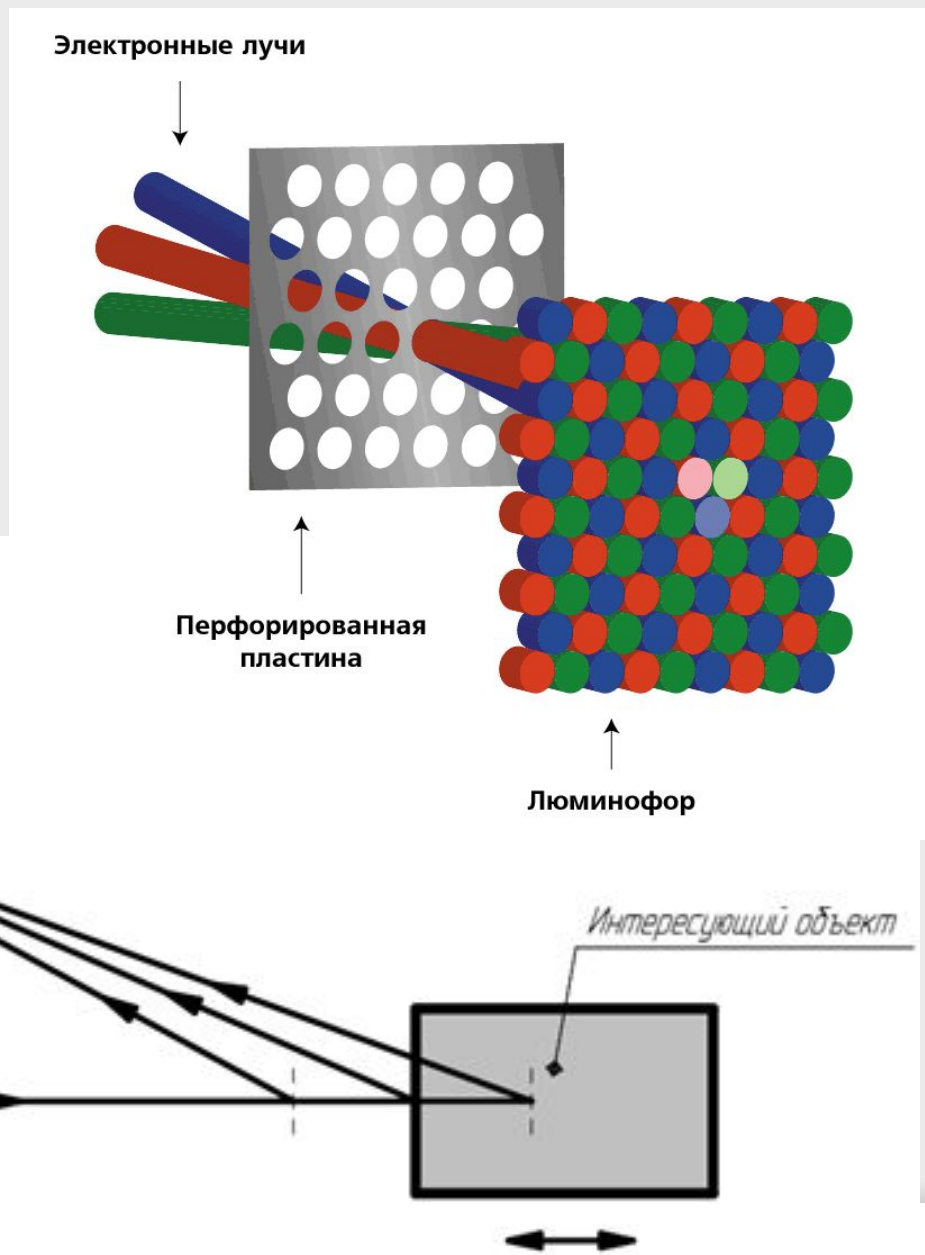 Электронные лучи
Перфорированная
пластина
Люминофор
Интересующий объект